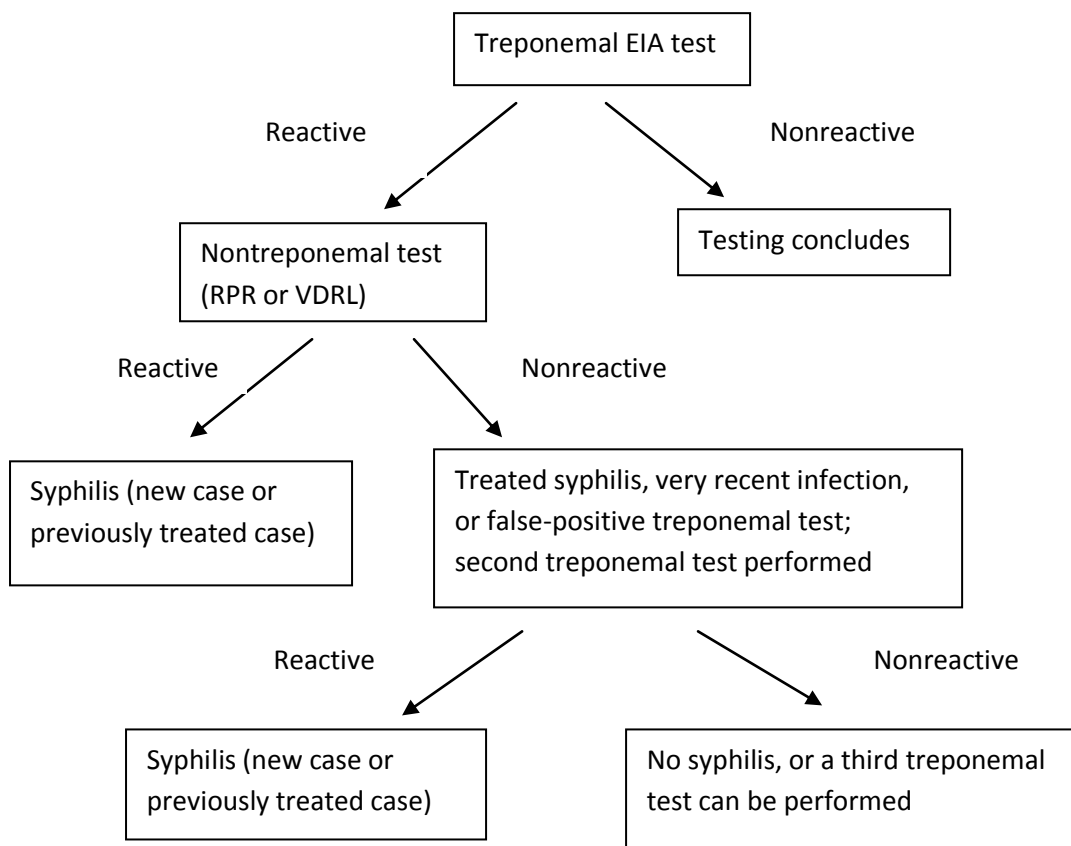 Treponemal EIA test
Reactive
Nonreactive
Nontreponemal test
(RPR or VDRL)
Testing concludes
Reactive
Nonreactive
Syphilis (new case or
previously treated case)
Treated syphilis, very recent infection,
or false-positive treponemal test;
second treponemal test performed
Reactive
Nonreactive
Syphilis (new case or
previously treated case)
No syphilis, or a third treponemal
test can be performed